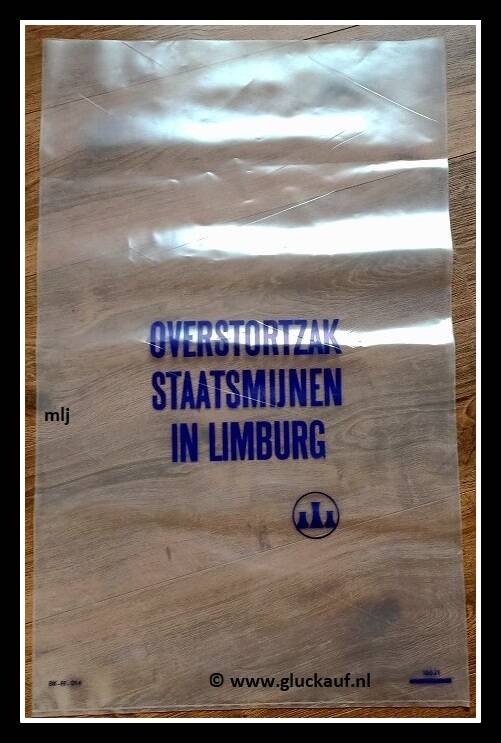 OVERSTORTZAK
STAATSMIJNEN
IN LIMBURG
mlj
© www.gluckauf.nl